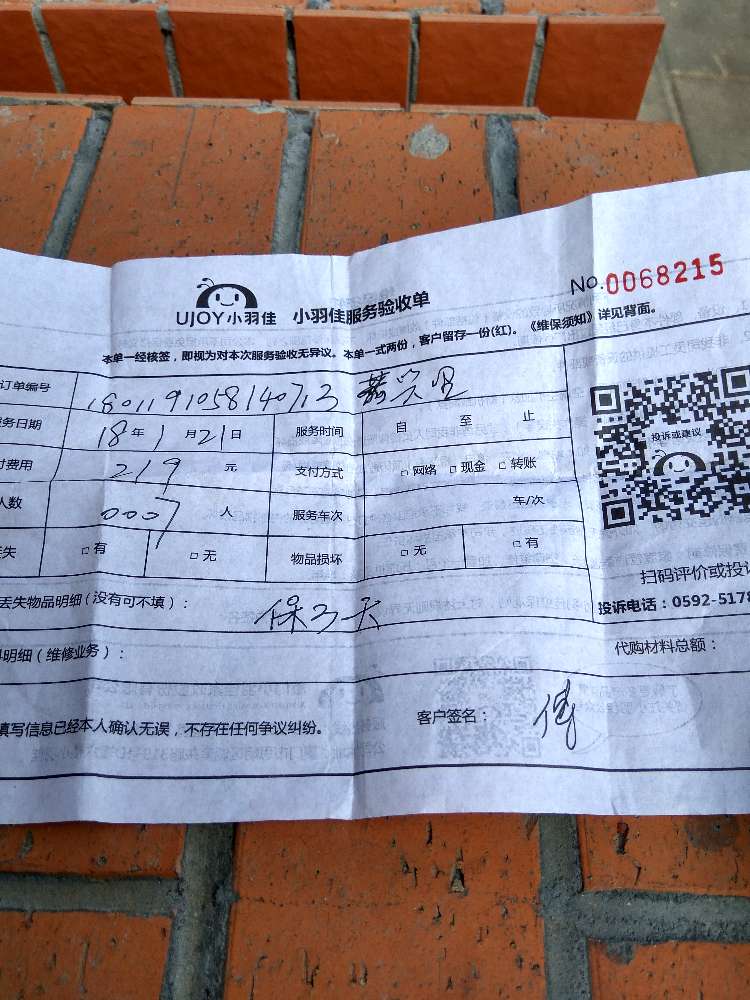 UJOY小羽佳 小羽佳服务验收单 No.0068215
本单一经核签，即视为对本次服务验收无异议。本单一式两份，客户留存一份(红)。《维保须知》详见背面。
订单编号 1801191058140713 嘉兴里
务日期 18年1月21日 服务时间 自 至 止
付费用 219 元 支付方式 □网络 □现金 □转账
人数 0007 人 服务车次 车/次
丢失 □有 □无 物品损坏 □无 □有
投诉或建议
扫码评价或投诉
投诉电话：0592-5178
丢失物品明细(没有可不填)： 保3天
代购材料总额：
料明细(维修业务)：
填写信息已经本人确认无误，不存在任何争议纠纷。 客户签名：